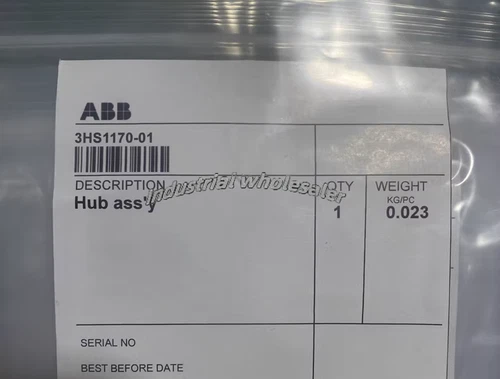 ABB
3HS1170-01
DESCRIPTION
QTY
WEIGHT
KG/PC
Hub ass'y
1
0.023
Industrial wholesaler
SERIAL NO
BEST BEFORE DATE